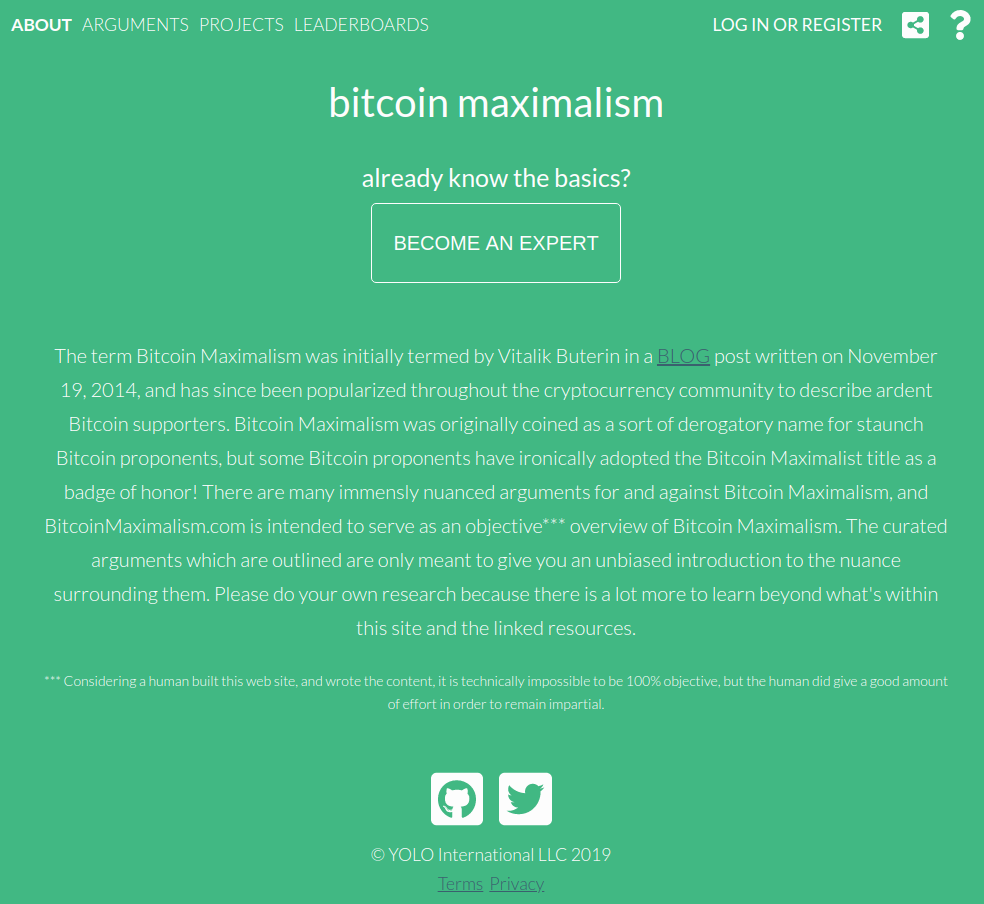 ABOUT ARGUMENTS PROJECTS LEADERBOARDS LOG IN OR REGISTER ?
bitcoin maximalism
already know the basics?
BECOME AN EXPERT
The term Bitcoin Maximalism was initially termed by Vitalik Buterin in a BLOG post written on November
19, 2014, and has since been popularized throughout the cryptocurrency community to describe ardent
Bitcoin supporters. Bitcoin Maximalism was originally coined as a sort of derogatory name for staunch
Bitcoin proponents, but some Bitcoin proponents have ironically adopted the Bitcoin Maximalist title as a
badge of honor! There are many immensly nuanced arguments for and against Bitcoin Maximalism, and
BitcoinMaximalism.com is intended to serve as an objective*** overview of Bitcoin Maximalism. The curated
arguments which are outlined are only meant to give you an unbiased introduction to the nuance
surrounding them. Please do your own research because there is a lot more to learn beyond what's within
this site and the linked resources.
*** Considering a human built this web site, and wrote the content, it is technically impossible to be 100% objective, but the human did give a good amount
of effort in order to remain impartial.
© YOLO International LLC 2019
Terms Privacy